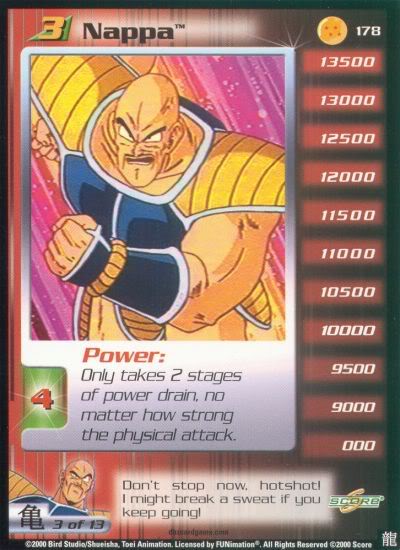 3 Nappa™ 178
13500
13000
12500
12000
11500
11000
10500
10000
9500
9000
000
Power:
Only takes 2 stages
of power drain, no
matter how strong
the physical attack.
4
Don't stop now, hotshot!
I might break a sweat if you
keep going!
SCORE
亀 3 of 13
dbzcardgame.com
龍
©2000 Bird Studio/Shueisha, Toei Animation. Licensed by FUNimation®. All Rights Reserved. ©2000 Score